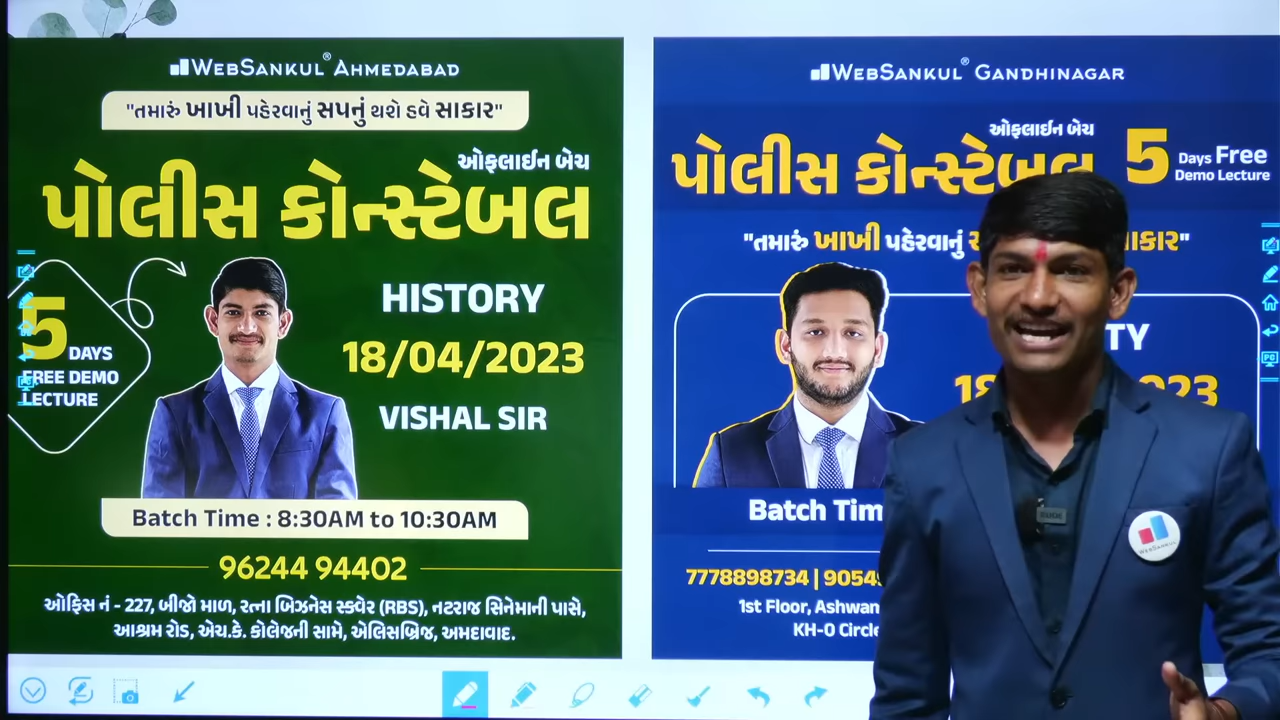 WEBSANKUL® AHMEDABAD
"તમારું ખાખી પહેરવાનું સપનું થશે હવે સાકાર"
ઓફલાઈન બેચ
પોલીસ કોન્સ્ટેબલ
5
DAYS
FREE DEMO
LECTURE
HISTORY
18/04/2023
VISHAL SIR
Batch Time : 8:30AM to 10:30AM
96244 94402
ઓફિસ નં - 227, બીજો માળ, રત્ના બિઝનેસ સ્ક્વેર (RBS), નટરાજ સિનેમાની પાસે,
આશ્રમ રોડ, એચ.કે. કોલેજની સામે, એલિસબ્રિજ, અમદાવાદ.
WEBSANKUL® GANDHINAGAR
ઓફલાઈન બેચ
પોલીસ કોન્સ્ટેબલ
5 Days Free
Demo Lecture
"તમારું ખાખી પહેરવાનું
Batch
7778898734 |
1st Floor,
KH-0 Circle
WEBSANKUL